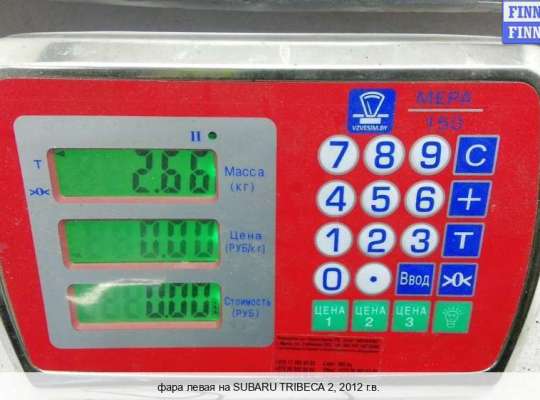 FINN
FINN
VZVESIM.BY
МЕРА
150
П
Т
>0<
2.66
Масса
(кг)
0.00
Цена
(РУБ/кг)
0.00
Стоимость
(РУБ)
7 8 9 C
4 5 6 +
1 2 3 T
0 . Ввод >0<
ЦЕНА 1 ЦЕНА 2 ЦЕНА 3
фара левая на SUBARU TRIBECA 2, 2012 г.в.